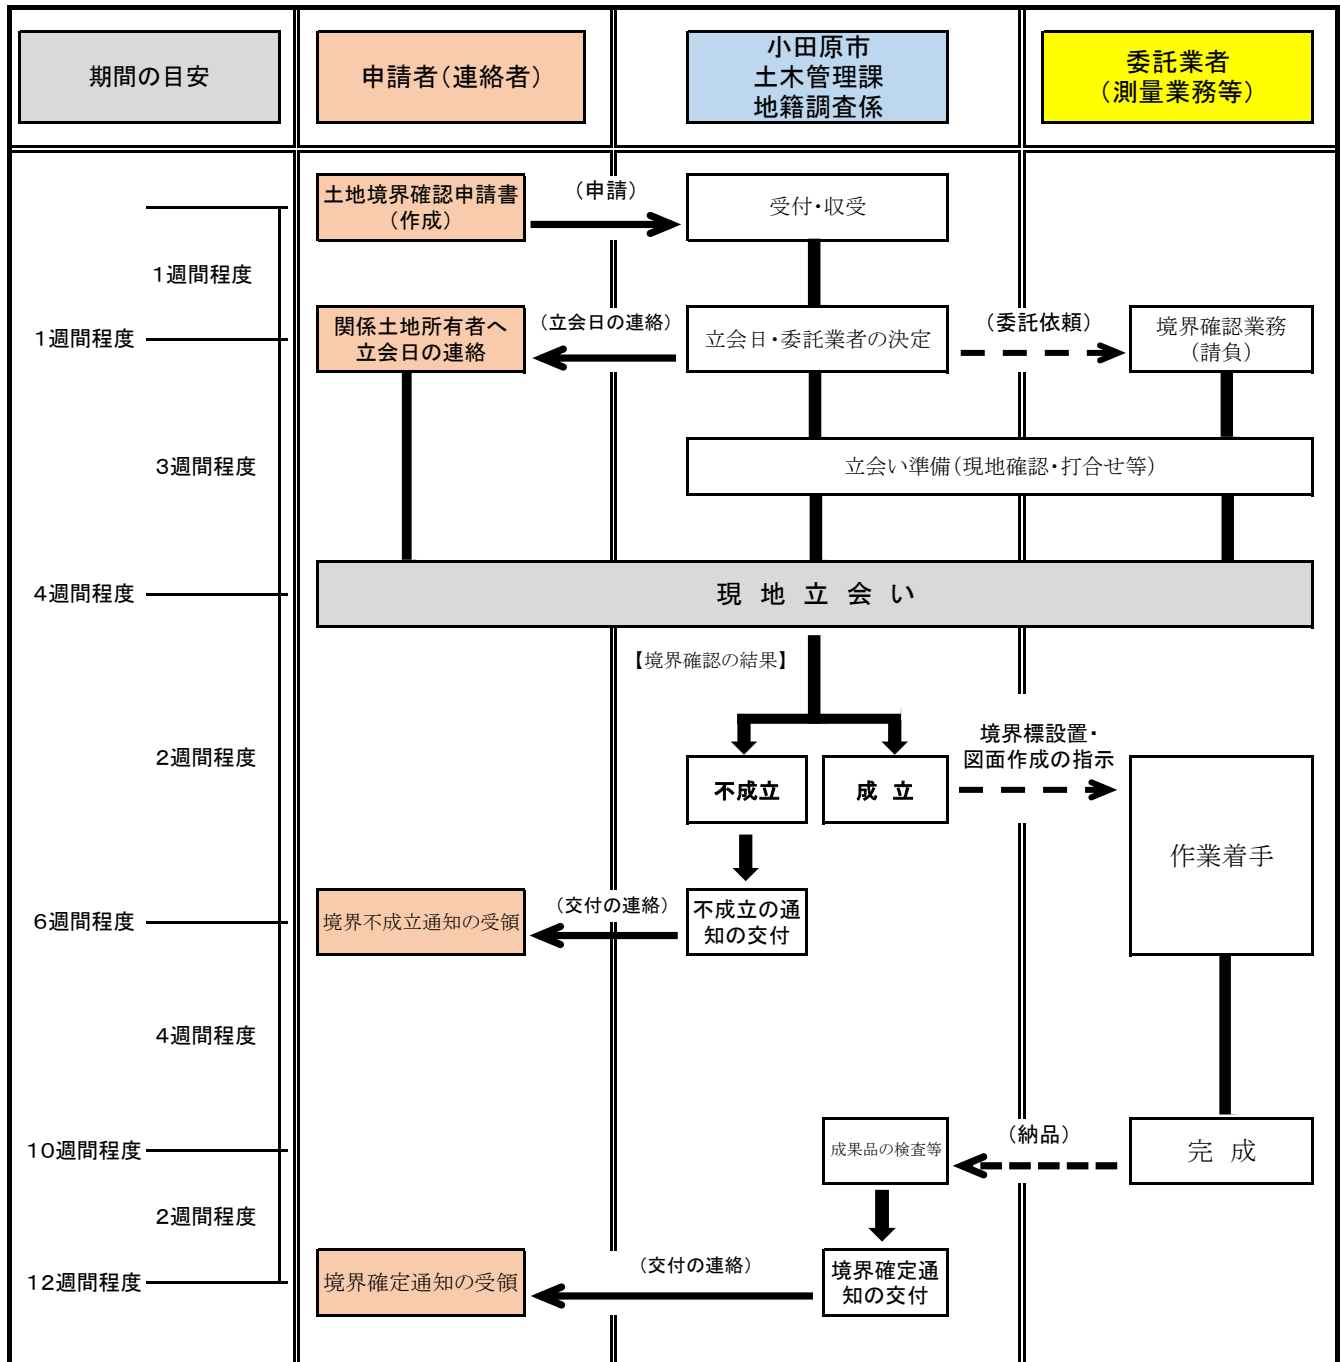 期間の目安
申請者（連絡者）
小田原市
土木管理課
地籍調査係
委託業者
（測量業務等）
土地境界確認申請書
（作成）
（申請）
受付・収受
1週間程度
1週間程度
関係土地所有者へ
立会日の連絡
（立会日の連絡）
立会日・委託業者の決定
（委託依頼）
境界確認業務
（請負）
3週間程度
立会い準備（現地確認・打合せ等）
4週間程度
現 地 立 会 い
【境界確認の結果】
2週間程度
不成立
成 立
境界標設置・
図面作成の指示
作業着手
6週間程度
境界不成立通知の受領
（交付の連絡）
不成立の通
知の交付
4週間程度
10週間程度
成果品の検査等
（納品）
完 成
2週間程度
12週間程度
境界確定通知の受領
（交付の連絡）
境界確定通
知の交付